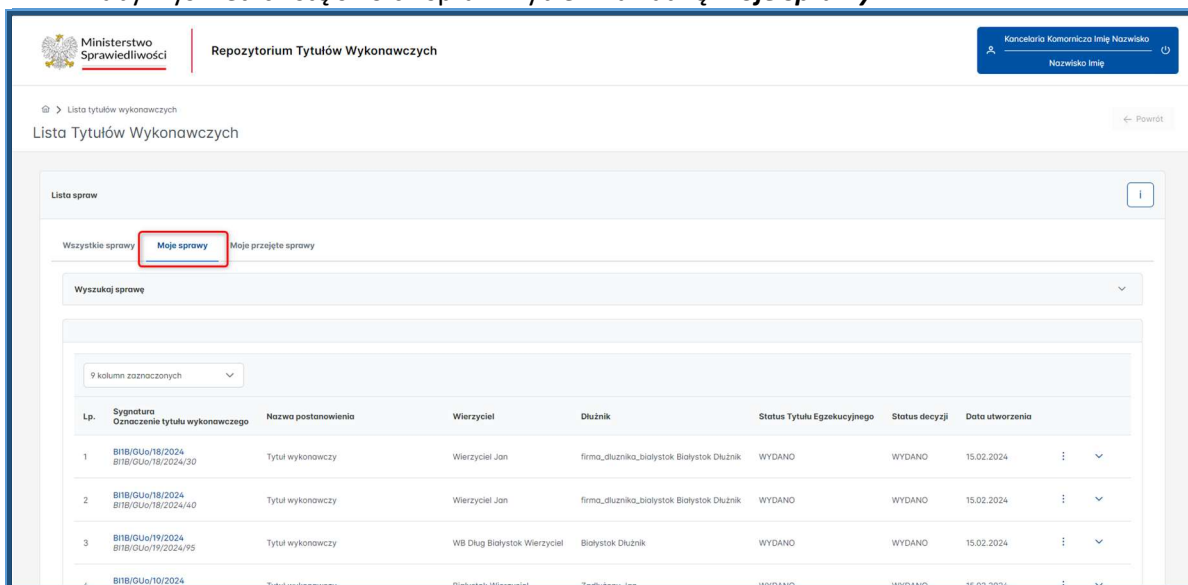 Moje sprawy
Ministerstwo
Sprawiedliwości
Repozytorium Tytułów Wykonawczych
Kancelaria Komornicza Imię Nazwisko
Nazwisko Imię
Lista tytułów wykonawczych
← Powrót
Lista Tytułów Wykonawczych
Lista spraw
i
Wszystkie sprawy Moje sprawy Moje przejęte sprawy
Wyszukaj sprawę
9 kolumn zaznaczonych
Lp. Sygnatura Oznaczenie tytułu wykonawczego Nazwa postanowienia Wierzyciel Dłużnik Status Tytułu Egzekucyjnego Status decyzji Data utworzenia
1 BI1B/GUo/18/2024 BI1B/GUo/18/2024/30 Tytuł wykonawczy Wierzyciel Jan firma_dluznika_bialystok Białystok Dłużnik WYDANO WYDANO 15.02.2024
2 BI1B/GUo/18/2024 BI1B/GUo/18/2024/40 Tytuł wykonawczy Wierzyciel Jan firma_dluznika_bialystok Białystok Dłużnik WYDANO WYDANO 15.02.2024
3 BI1B/GUo/19/2024 BI1B/GUo/19/2024/95 Tytuł wykonawczy WB Dług Białystok Wierzyciel Białystok Dłużnik WYDANO WYDANO 15.02.2024
BI1B/GUo/10/2024